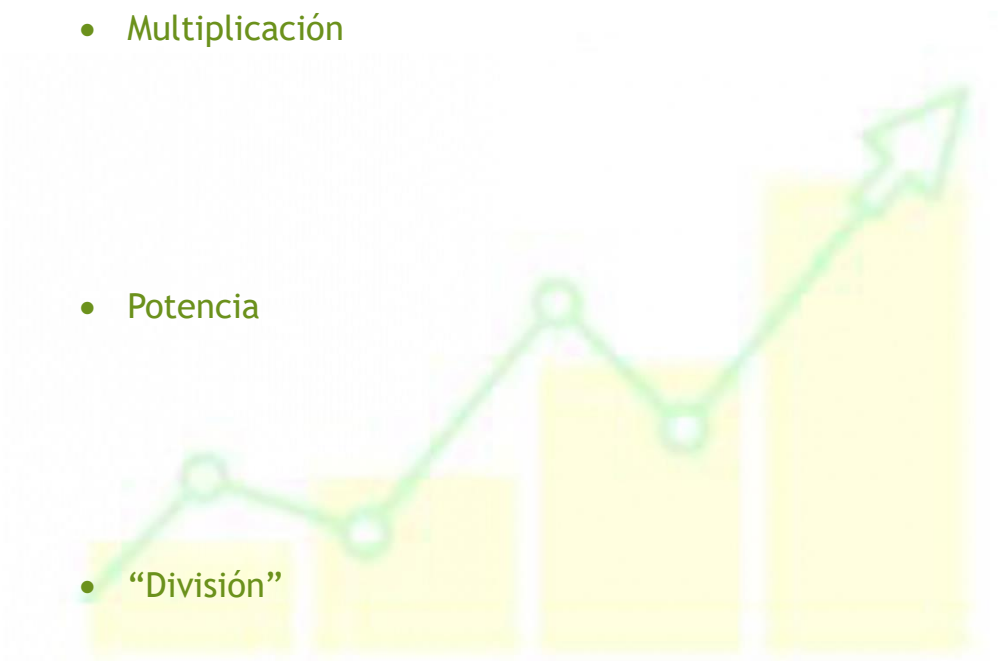 • Multiplicación
• Potencia
• “División”